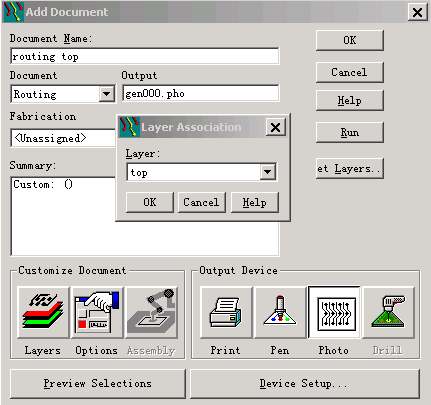 Add Document
Document Name:
routing top
OK
Document
Output
Cancel
Routing
gen000.pho
Help
Fabrication
<Unassigned>
Layer Association
Run
Layer:
Summary:
et Layers..
top
Custom: ()
OK
Cancel
Help
Customize Document
Output Device
Layers
Options
Assembly
Print
Pen
Photo
Drill
Preview Selections
Device Setup...